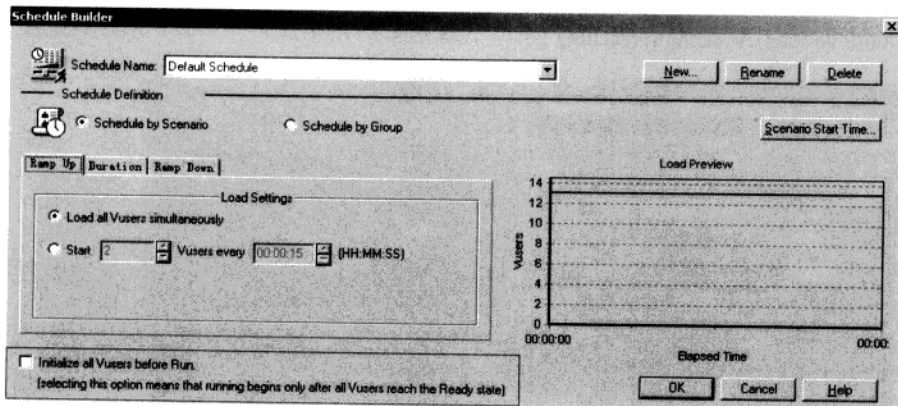 Schedule Builder
Schedule Name: Default Schedule
New... Rename Delete
Schedule Definition
Schedule by Scenario Schedule by Group
Scenario Start Time...
Ramp Up Duration Ramp Down
Load Settings
Load all Vusers simultaneously
Start 2 Vusers every 00:00:15 (HH:MM:SS)
Load Preview
Vusers
14
12
10
8
6
4
2
0
00:00:00 00:00:
Elapsed Time
Initialize all Vusers before Run.
(selecting this option means that running begins only after all Vusers reach the Ready state)
OK Cancel Help